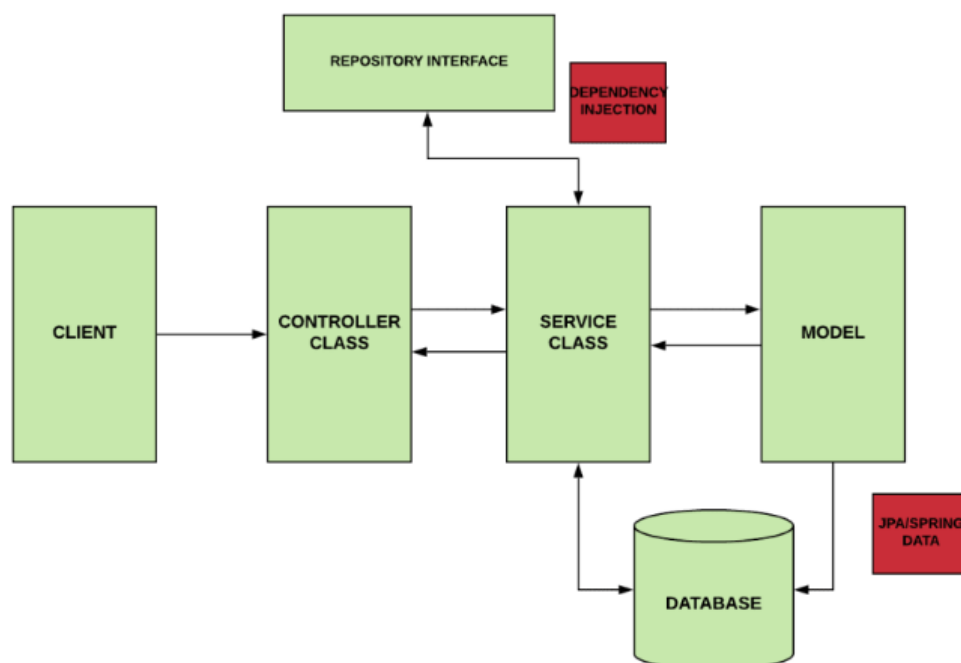 REPOSITORY INTERFACE
DEPENDENCY
INJECTION
CLIENT
CONTROLLER
CLASS
SERVICE
CLASS
MODEL
JPA/SPRING
DATA
DATABASE